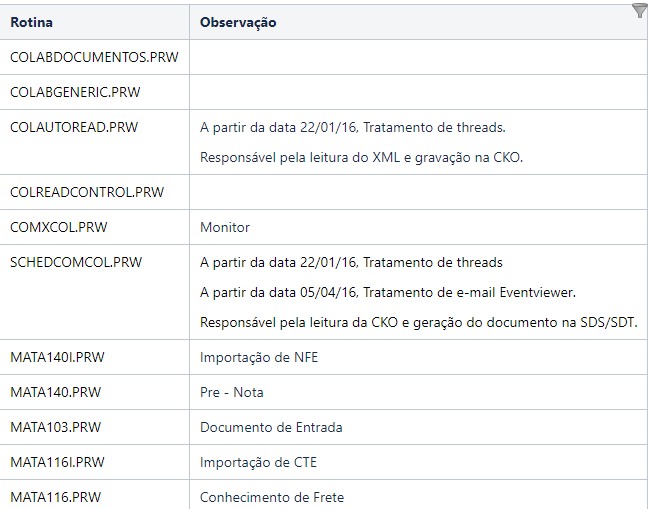 Rotina Observação
COLABDOCUMENTOS.PRW
COLABGENERIC.PRW
COLAUTOREAD.PRW A partir da data 22/01/16, Tratamento de threads.
Responsável pela leitura do XML e gravação na CKO.
COLREADCONTROL.PRW
COMXCOL.PRW Monitor
SCHEDCOMCOL.PRW A partir da data 22/01/16, Tratamento de threads
A partir da data 05/04/16, Tratamento de e-mail Eventviewer.
Responsável pela leitura da CKO e geração do documento na SDS/SDT.
MATA140I.PRW Importação de NFE
MATA140.PRW Pre - Nota
MATA103.PRW Documento de Entrada
MATA116I.PRW Importação de CTE
MATA116.PRW Conhecimento de Frete